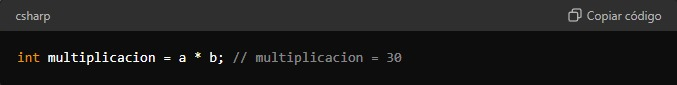 csharp
Copiar código
int multiplicacion = a * b; // multiplicacion = 30